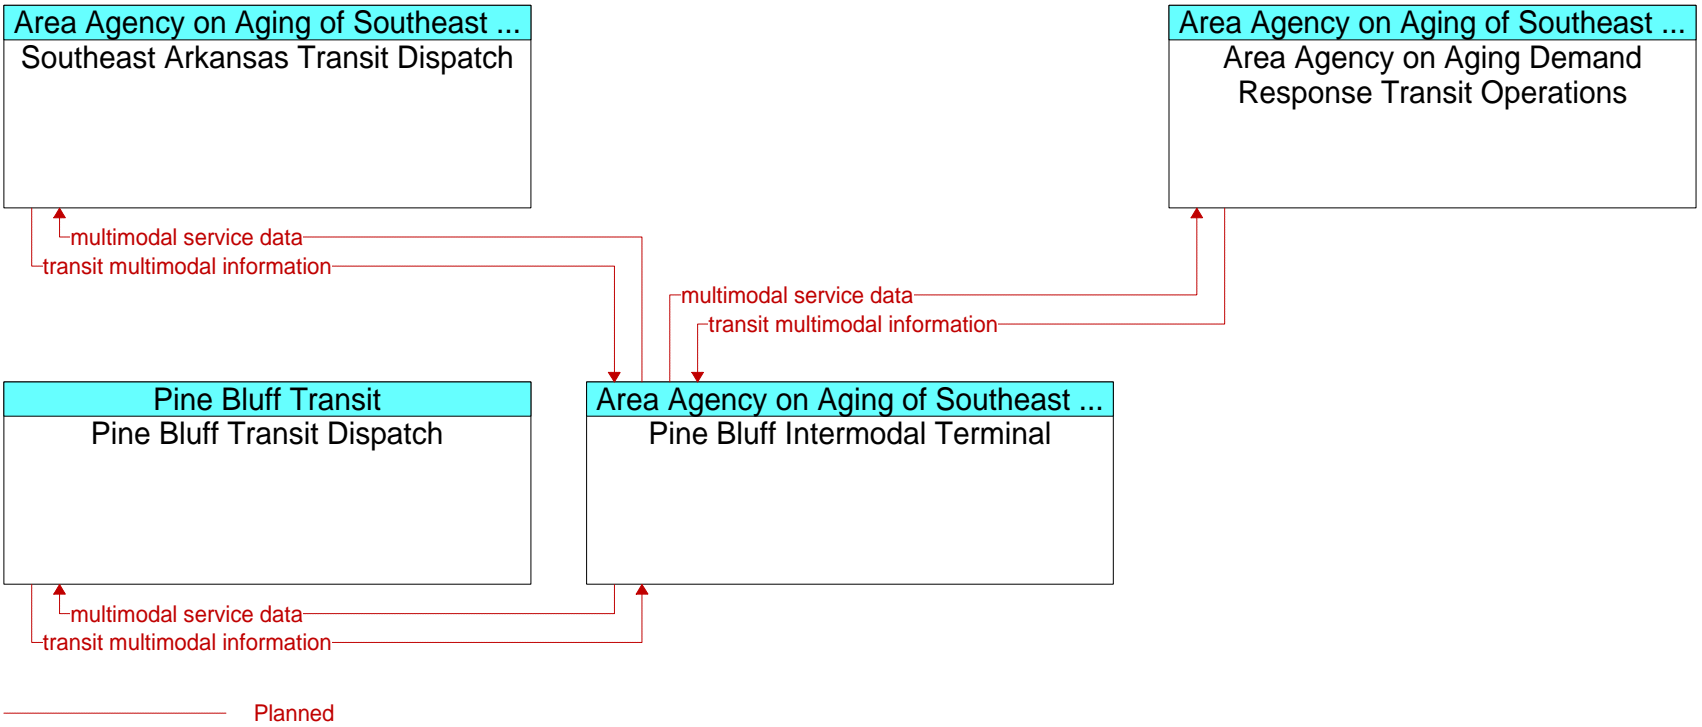 Area Agency on Aging of Southeast ...
Southeast Arkansas Transit Dispatch
Area Agency on Aging of Southeast ...
Area Agency on Aging Demand
Response Transit Operations
multimodal service data
transit multimodal information
multimodal service data
transit multimodal information
Pine Bluff Transit
Pine Bluff Transit Dispatch
Area Agency on Aging of Southeast ...
Pine Bluff Intermodal Terminal
multimodal service data
transit multimodal information
Planned